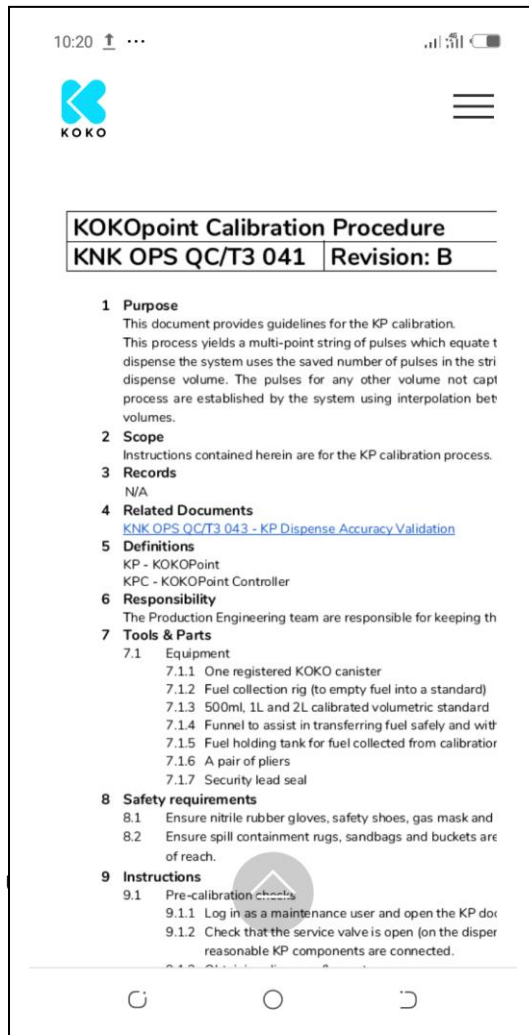 10:20
KOKO
KOKOpoint Calibration Procedure
KNK OPS QC/T3 041 Revision: B
1 Purpose
This document provides guidelines for the KP calibration.
This process yields a multi-point string of pulses which equate t
dispense the system uses the saved number of pulses in the stri
dispense volume. The pulses for any other volume not capt
process are established by the system using interpolation bet
volumes.
2 Scope
Instructions contained herein are for the KP calibration process.
3 Records
N/A
4 Related Documents
KNK OPS QC/T3 043 - KP Dispense Accuracy Validation
5 Definitions
KP - KOKOPoint
KPC - KOKOPoint Controller
6 Responsibility
The Production Engineering team are responsible for keeping th
7 Tools & Parts
7.1 Equipment
7.1.1 One registered KOKO canister
7.1.2 Fuel collection rig (to empty fuel into a standard)
7.1.3 500ml, 1L and 2L calibrated volumetric standard
7.1.4 Funnel to assist in transferring fuel safely and with
7.1.5 Fuel holding tank for fuel collected from calibration
7.1.6 A pair of pliers
7.1.7 Security lead seal
8 Safety requirements
8.1 Ensure nitrile rubber gloves, safety shoes, gas mask and
8.2 Ensure spill containment rugs, sandbags and buckets are
of reach.
9 Instructions
9.1 Pre-calibration checks
9.1.1 Log in as a maintenance user and open the KP doc
9.1.2 Check that the service valve is open (on the disper
reasonable KP components are connected.